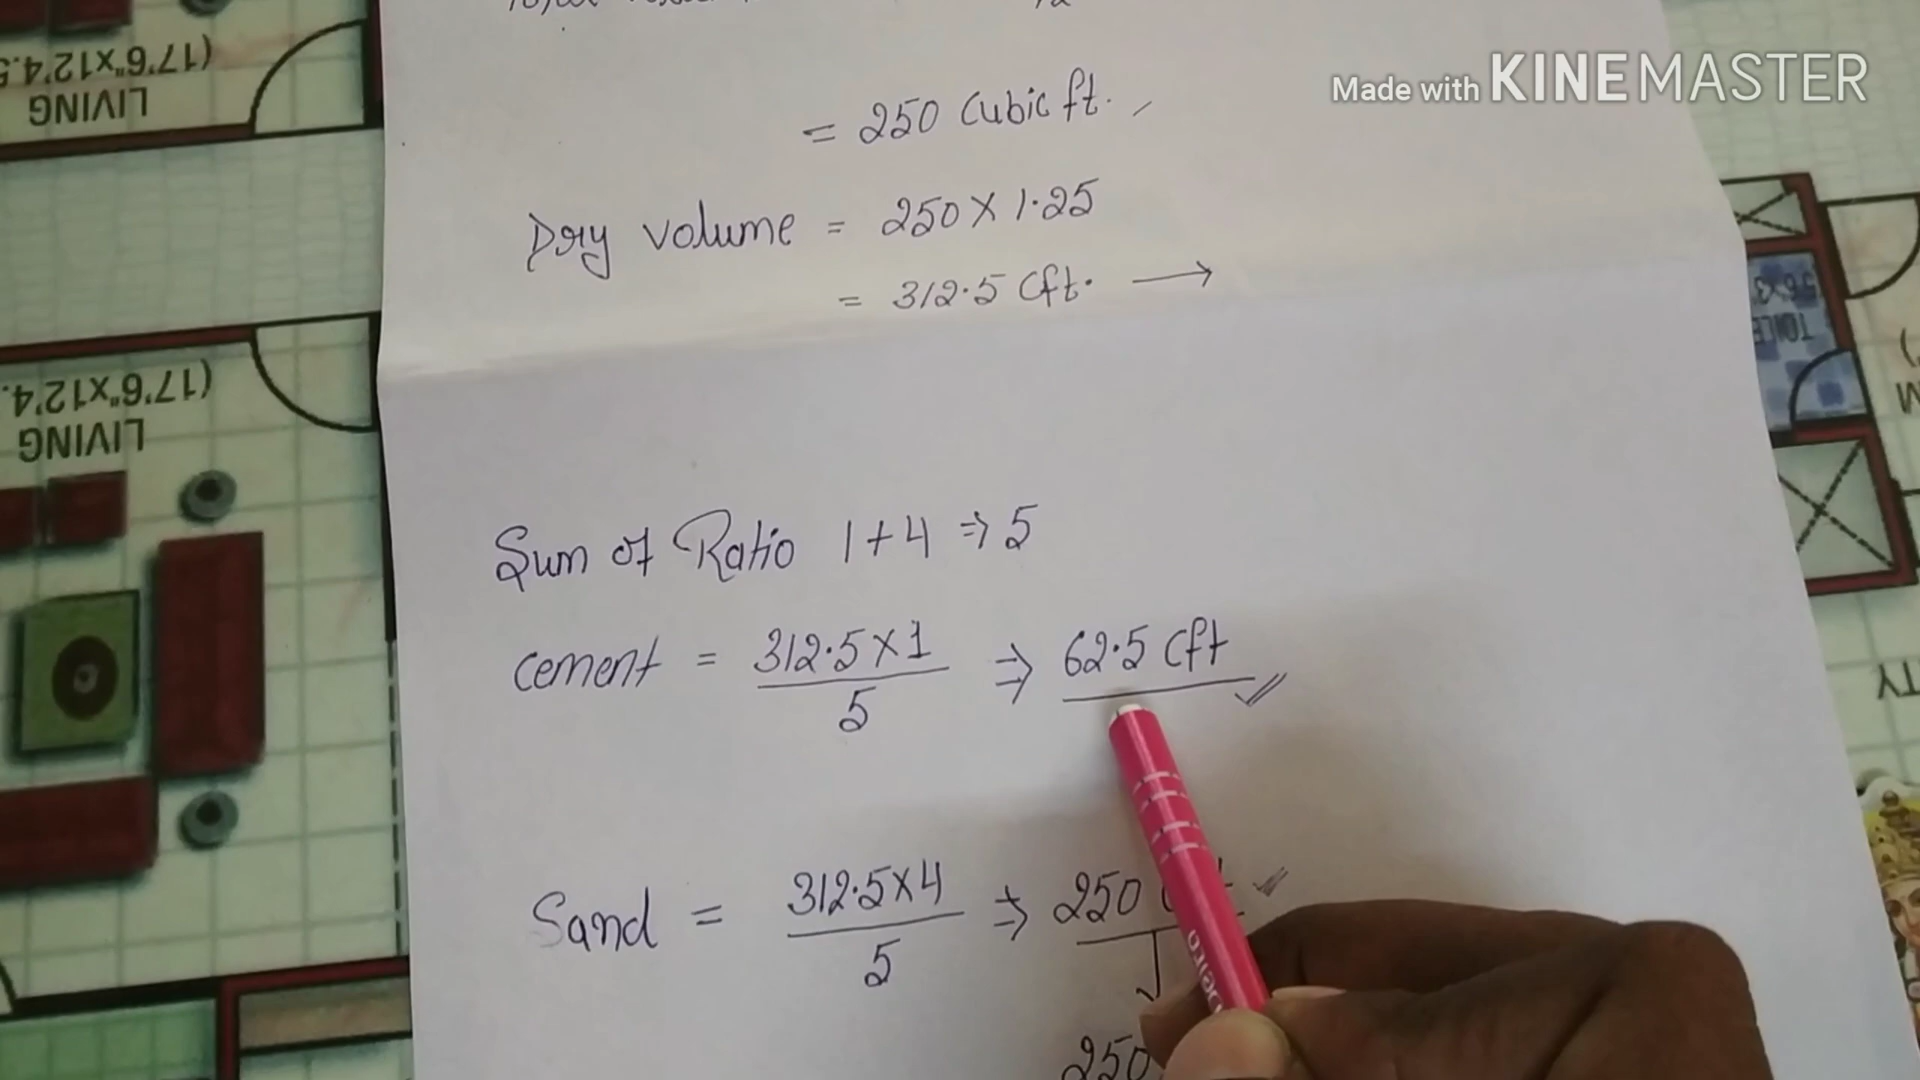 Made with KINEMASTER
= 250 Cubic ft.
Dry volume = 250 X 1.25
= 312.5 Cft. →
Sum of Ratio 1 + 4 ⇒ 5
cement = 312.5 X 1 / 5 ⇒ 62.5 Cft
Sand = 312.5 X 4 / 5 ⇒ 250
250
(17'6"X12'4.5
LIVING
(17'6"X12'4.
LIVING